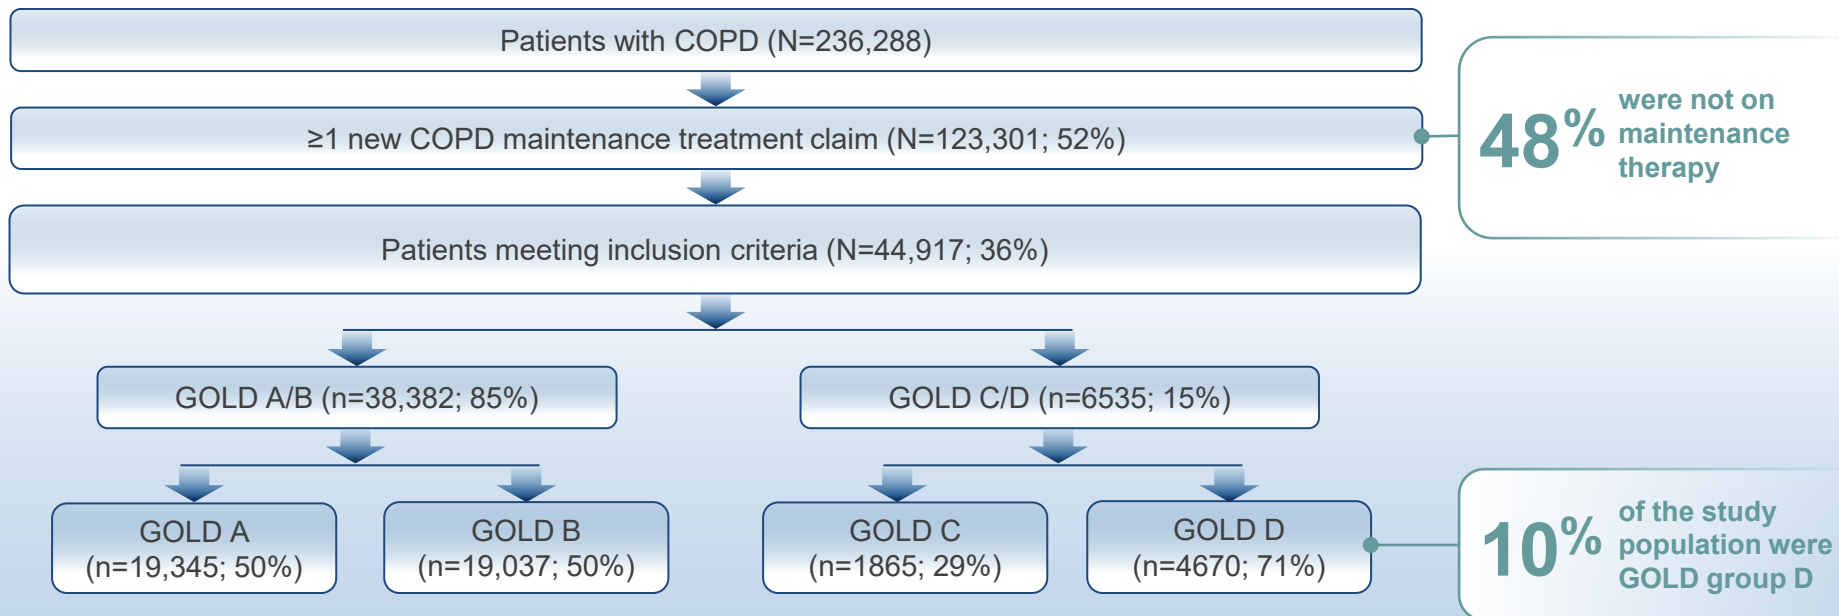 Patients with COPD (N=236,288)
≥1 new COPD maintenance treatment claim (N=123,301; 52%)
48% were not on
maintenance
therapy
Patients meeting inclusion criteria (N=44,917; 36%)
GOLD A/B (n=38,382; 85%)
GOLD C/D (n=6535; 15%)
GOLD A
(n=19,345; 50%)
GOLD B
(n=19,037; 50%)
GOLD C
(n=1865; 29%)
GOLD D
(n=4670; 71%)
10% of the study
population were
GOLD group D